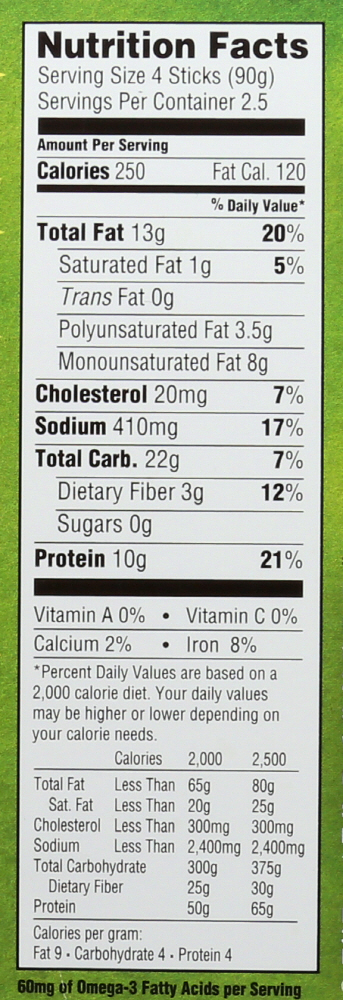 Nutrition Facts
Serving Size 4 Sticks (90g)
Servings Per Container 2.5
Amount Per Serving
Calories 250 Fat Cal. 120
% Daily Value*
Total Fat 13g 20%
Saturated Fat 1g 5%
Trans Fat 0g
Polyunsaturated Fat 3.5g
Monounsaturated Fat 8g
Cholesterol 20mg 7%
Sodium 410mg 17%
Total Carb. 22g 7%
Dietary Fiber 3g 12%
Sugars 0g
Protein 10g 21%
Vitamin A 0% • Vitamin C 0%
Calcium 2% • Iron 8%
*Percent Daily Values are based on a
2,000 calorie diet. Your daily values
may be higher or lower depending on
your calorie needs.
Calories 2,000 2,500
Total Fat Less Than 65g 80g
Sat. Fat Less Than 20g 25g
Cholesterol Less Than 300mg 300mg
Sodium Less Than 2,400mg 2,400mg
Total Carbohydrate 300g 375g
Dietary Fiber 25g 30g
Protein 50g 65g
Calories per gram:
Fat 9 • Carbohydrate 4 • Protein 4
60mg of Omega-3 Fatty Acids per Serving